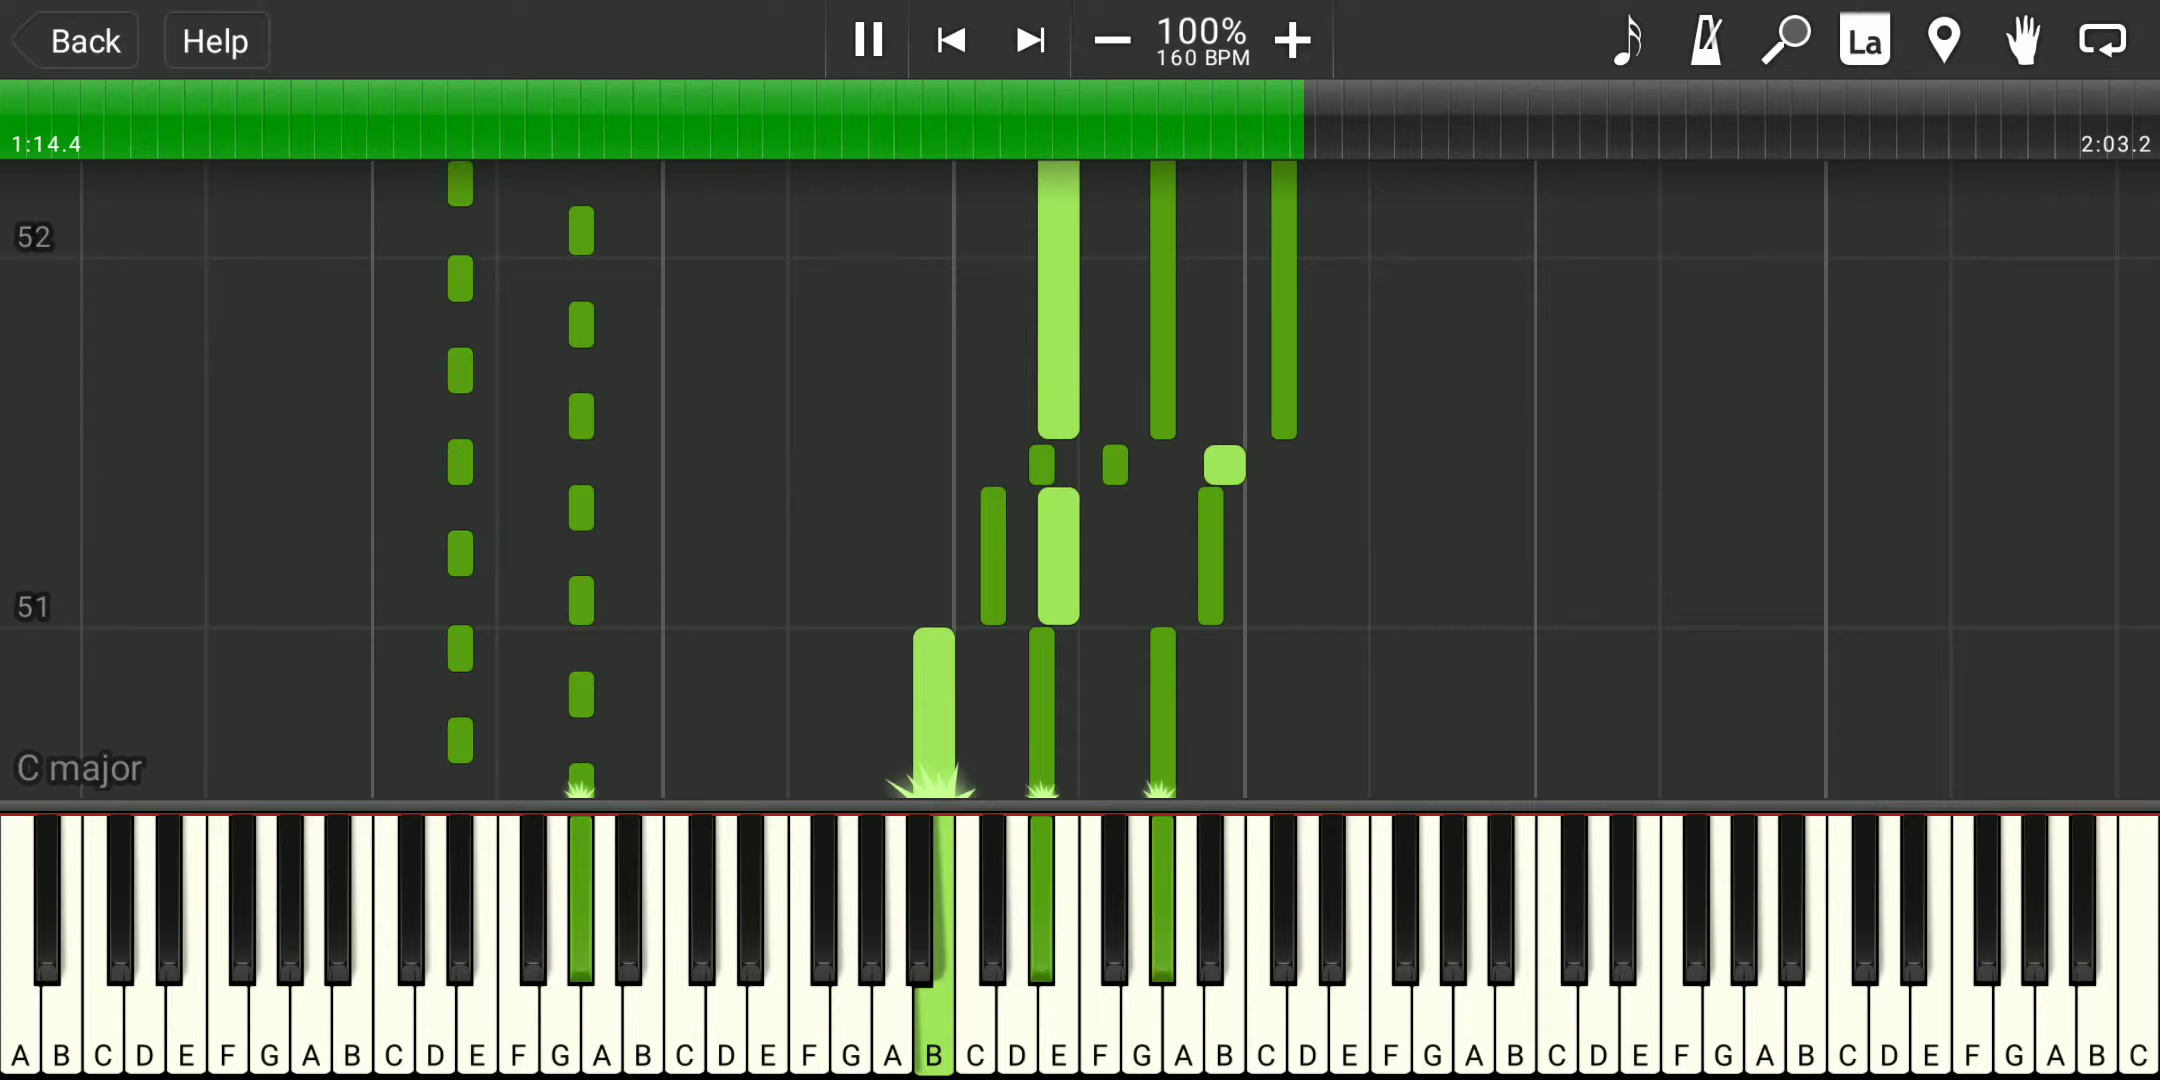 Back Help 100% La
160 BPM
1:14.4 2:03.2
52
51
C major
A B C D E F G A B C D E F G A B C D E F G A B C D E F G A B C D E F G A B C D E F G A B C D E F G A B C